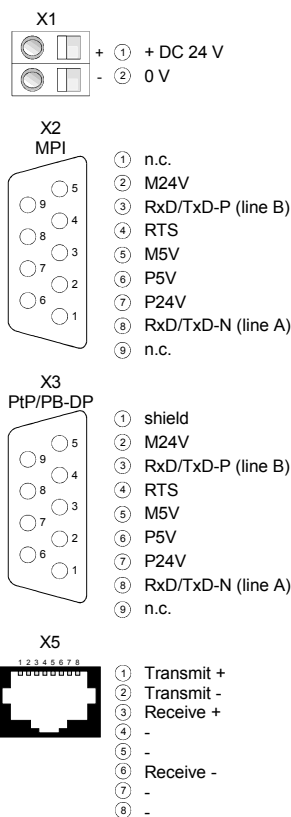 X1
+ ① + DC 24 V
- ② 0 V
X2
MPI
5
9
4
8
3
7
2
6
1
① n.c.
② M24V
③ RxD/TxD-P (line B)
④ RTS
⑤ M5V
⑥ P5V
⑦ P24V
⑧ RxD/TxD-N (line A)
⑨ n.c.
X3
PtP/PB-DP
5
9
4
8
3
7
2
6
1
① shield
② M24V
③ RxD/TxD-P (line B)
④ RTS
⑤ M5V
⑥ P5V
⑦ P24V
⑧ RxD/TxD-N (line A)
⑨ n.c.
X5
1 2 3 4 5 6 7 8
① Transmit +
② Transmit -
③ Receive +
④ -
⑤ -
⑥ Receive -
⑦ -
⑧ -